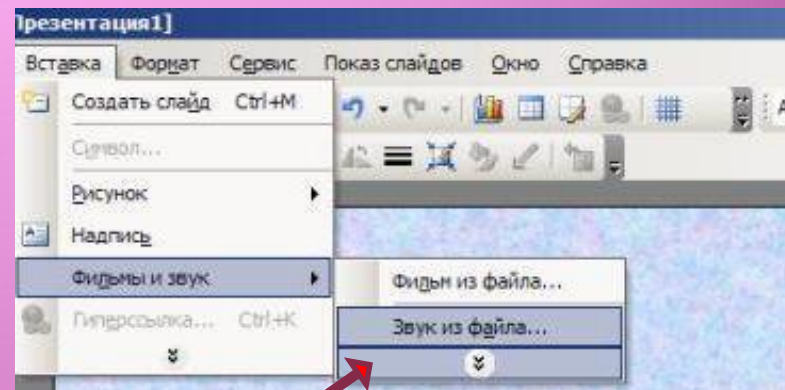 Презентация1]
Вставка Формат Сервис Показ слайдов Окно Справка
Создать слайд Ctrl+M
Символ...
Рисунок
Надпись
Фильмы и звук
Фильм из файла...
Гиперссылка... Ctrl+K
Звук из файла...